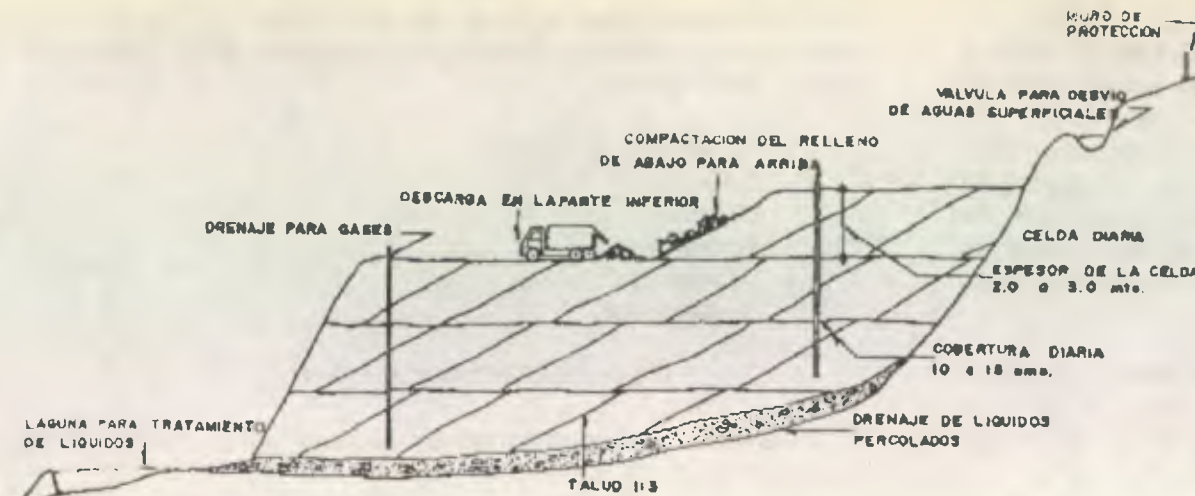 MURO DE
PROTECCION
VALVULA PARA DESVIO
DE AGUAS SUPERFICIALES
COMPACTACION DEL RELLENO
DE ABAJO PARA ARRIBA
DESCARGA EN LAPARTE INFERIOR
DRENAJE PARA GASES
CELDA DIARIA
ESPESOR DE LA CELDA
2.0 a 3.0 mts.
COBERTURA DIARIA
10 a 15 cms.
LAGUNA PARA TRATAMIENTO
DE LIQUIDOS
DRENAJE DE LIQUIDOS
PERCOLADOS
TALUD 1:3